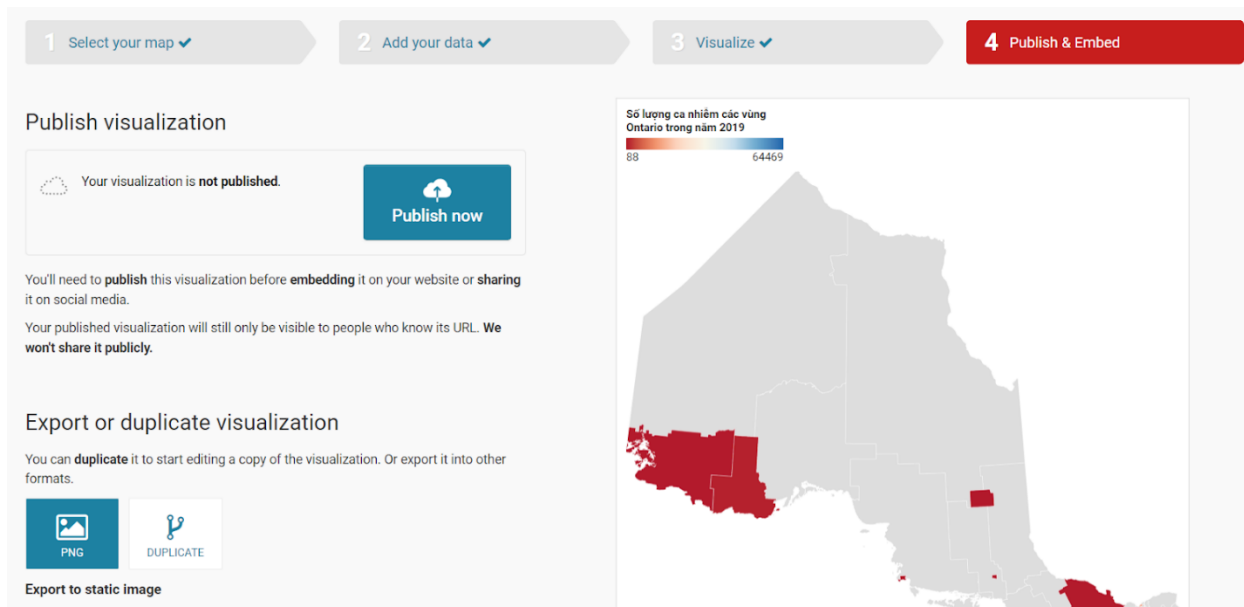 1 Select your map ✔
2 Add your data ✔
3 Visualize ✔
4 Publish & Embed
Publish visualization
Your visualization is not published.
Publish now
You'll need to publish this visualization before embedding it on your website or sharing
it on social media.
Your published visualization will still only be visible to people who know its URL. We
won't share it publicly.
Export or duplicate visualization
You can duplicate it to start editing a copy of the visualization. Or export it into other
formats.
PNG
DUPLICATE
Export to static image
Số lượng ca nhiễm các vùng
Ontario trong năm 2019
88
64469